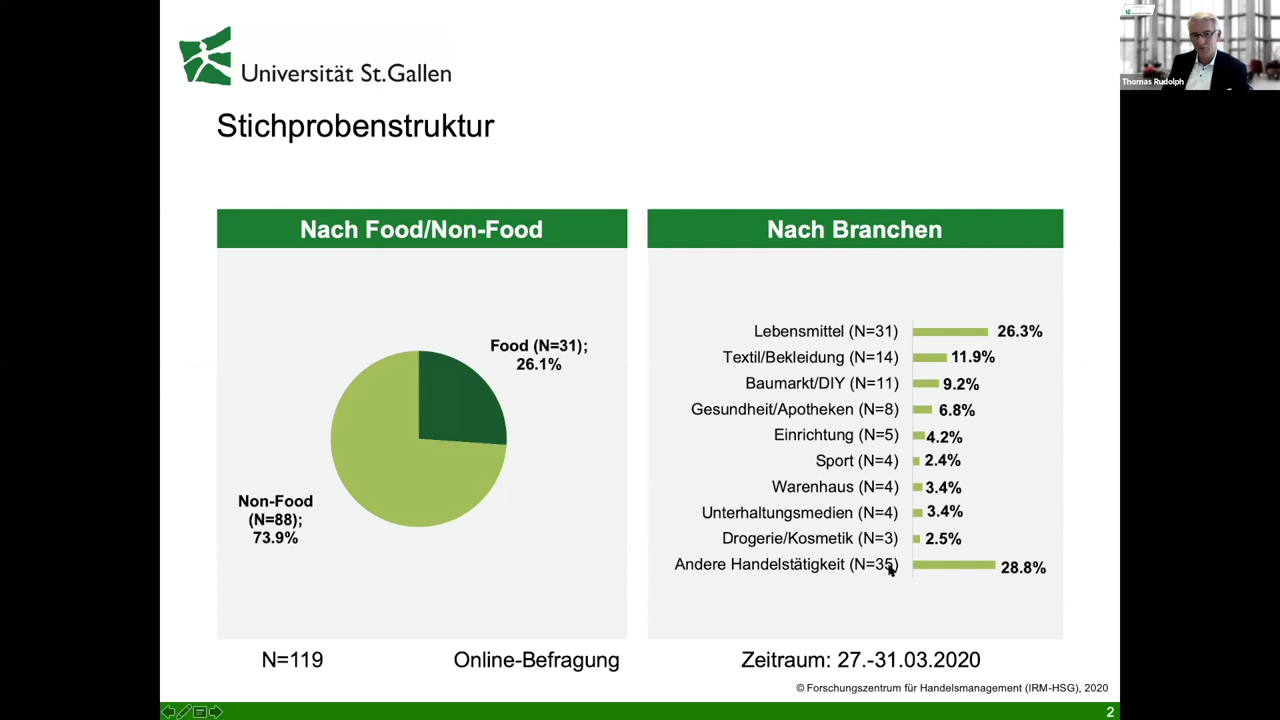 Universität St.Gallen
Thomas Rudolph
Stichprobenstruktur
Nach Food/Non-Food
Food (N=31);
26.1%
Non-Food
(N=88);
73.9%
Nach Branchen
Lebensmittel (N=31) 26.3%
Textil/Bekleidung (N=14) 11.9%
Baumarkt/DIY (N=11) 9.2%
Gesundheit/Apotheken (N=8) 6.8%
Einrichtung (N=5) 4.2%
Sport (N=4) 2.4%
Warenhaus (N=4) 3.4%
Unterhaltungsmedien (N=4) 3.4%
Drogerie/Kosmetik (N=3) 2.5%
Andere Handelstätigkeit (N=35) 28.8%
N=119 Online-Befragung Zeitraum: 27.-31.03.2020
© Forschungszentrum für Handelsmanagement (IRM-HSG), 2020
2